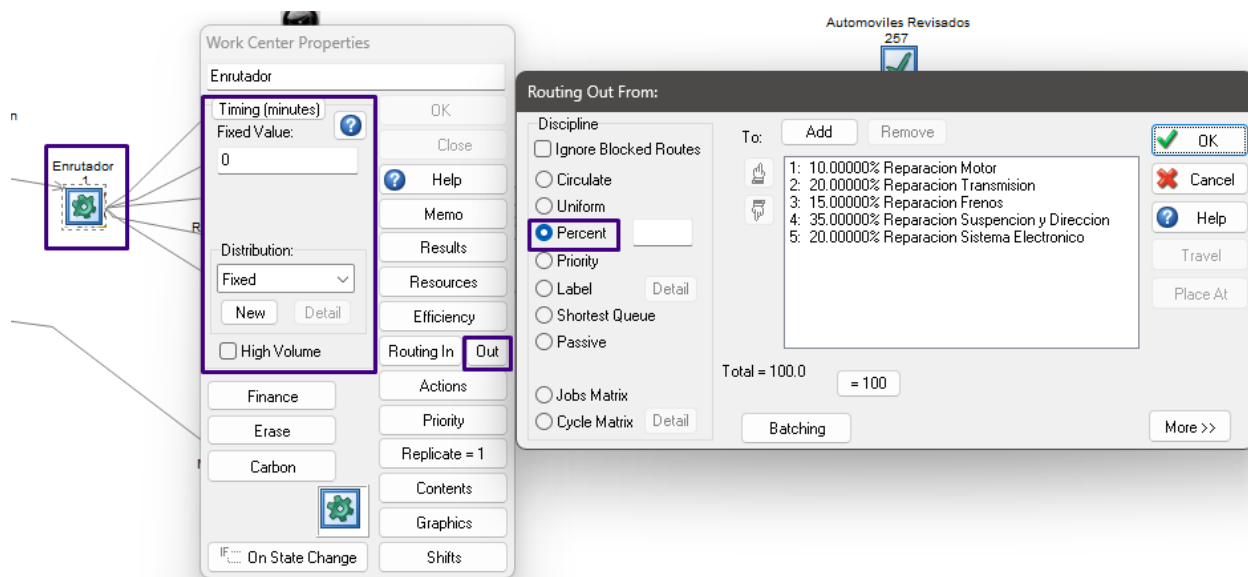 Automoviles Revisados
257
n
Enrutador
1
R
Work Center Properties
Enrutador
Timing (minutes)
Fixed Value:
0
Distribution:
Fixed
New
Detail
High Volume
Finance
Erase
Carbon
IF
On State Change
OK
Close
Help
Memo
Results
Resources
Efficiency
Routing In
Out
Actions
Priority
Replicate = 1
Contents
Graphics
Shifts
Routing Out From:
Discipline
Ignore Blocked Routes
Circulate
Uniform
Percent
Priority
Label
Detail
Shortest Queue
Passive
Jobs Matrix
Cycle Matrix
Detail
To:
Add
Remove
1: 10.00000% Reparacion Motor
2: 20.00000% Reparacion Transmision
3: 15.00000% Reparacion Frenos
4: 35.00000% Reparacion Suspencion y Direccion
5: 20.00000% Reparacion Sistema Electronico
Total = 100.0
= 100
Batching
OK
Cancel
Help
Travel
Place At
More >>